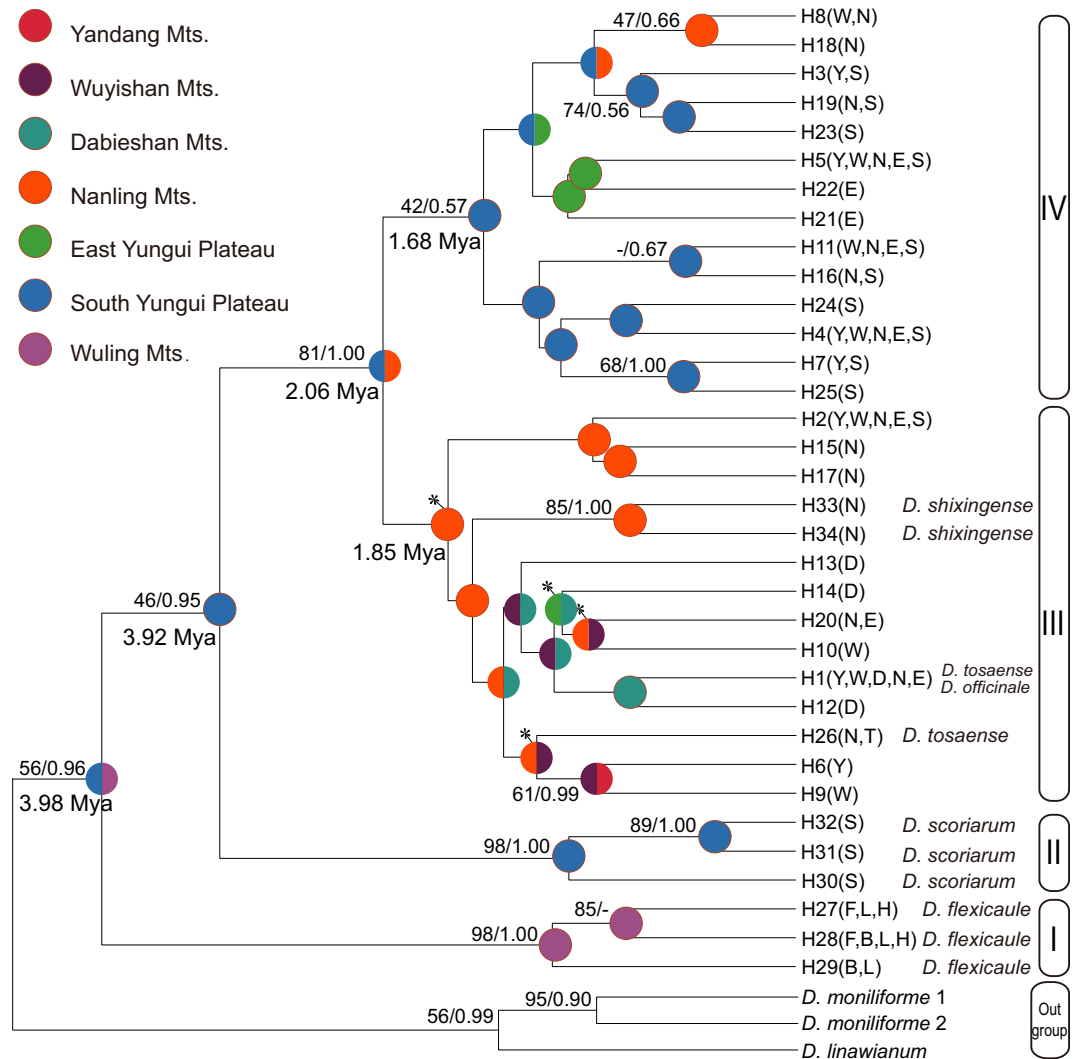 Yandang Mts.
Wuyishan Mts.
Dabieshan Mts.
Nanling Mts.
East Yungui Plateau
South Yungui Plateau
Wuling Mts.
47/0.66
74/0.56
42/0.57
1.68 Mya
-/0.67
68/1.00
81/1.00
2.06 Mya
*
1.85 Mya
85/1.00
*
*
*
61/0.99
46/0.95
3.92 Mya
56/0.96
3.98 Mya
89/1.00
98/1.00
85/-
98/1.00
95/0.90
56/0.99
H8(W,N)
H18(N)
H3(Y,S)
H19(N,S)
H23(S)
H5(Y,W,N,E,S)
H22(E)
H21(E)
H11(W,N,E,S)
H16(N,S)
H24(S)
H4(Y,W,N,E,S)
H7(Y,S)
H25(S)
IV
H2(Y,W,N,E,S)
H15(N)
H17(N)
H33(N) D. shixingense
H34(N) D. shixingense
H13(D)
H14(D)
H20(N,E)
H10(W)
H1(Y,W,D,N,E) D. tosaense
D. officinale
H12(D)
H26(N,T) D. tosaense
H6(Y)
H9(W)
III
H32(S) D. scoriarum
H31(S) D. scoriarum
H30(S) D. scoriarum
II
H27(F,L,H) D. flexicaule
H28(F,B,L,H) D. flexicaule
H29(B,L) D. flexicaule
I
D. moniliforme 1
D. moniliforme 2
D. linawianum
Out
group